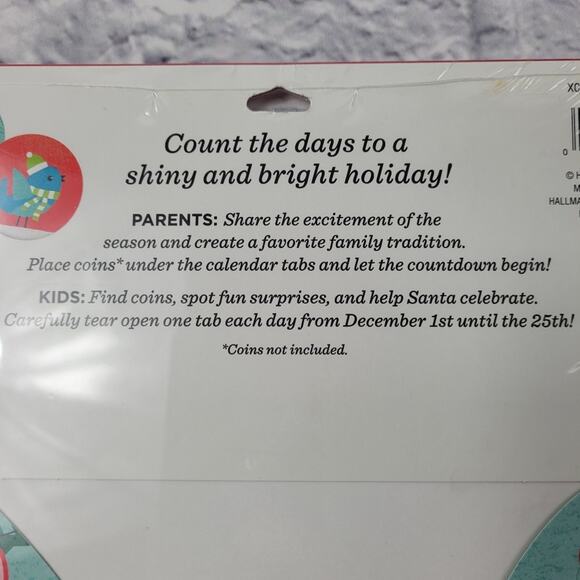 XC
Count the days to a
shiny and bright holiday!
0
© H
M
HALLMA
PARENTS: Share the excitement of the
season and create a favorite family tradition.
Place coins* under the calendar tabs and let the countdown begin!
KIDS: Find coins, spot fun surprises, and help Santa celebrate.
Carefully tear open one tab each day from December 1st until the 25th!
*Coins not included.